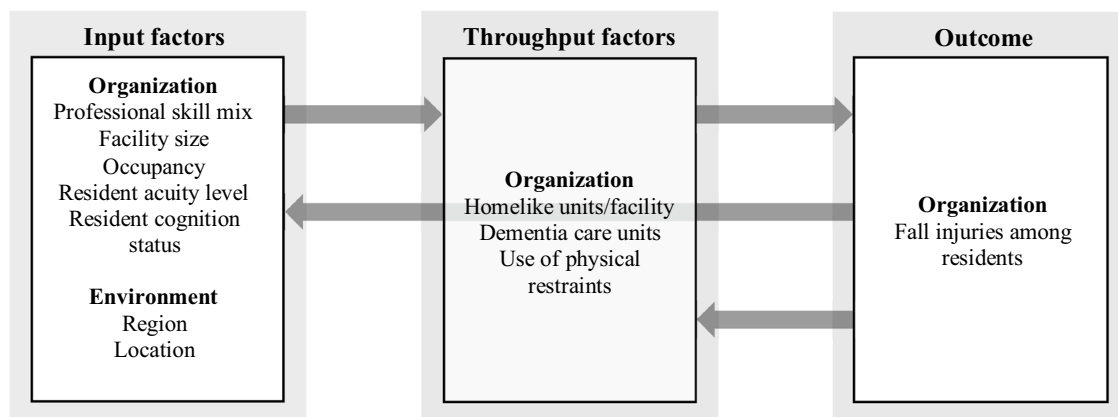 Input factors
Organization
Professional skill mix
Facility size
Occupancy
Resident acuity level
Resident cognition
status
Environment
Region
Location
Throughput factors
Organization
Homelike units/facility
Dementia care units
Use of physical
restraints
Outcome
Organization
Fall injuries among
residents